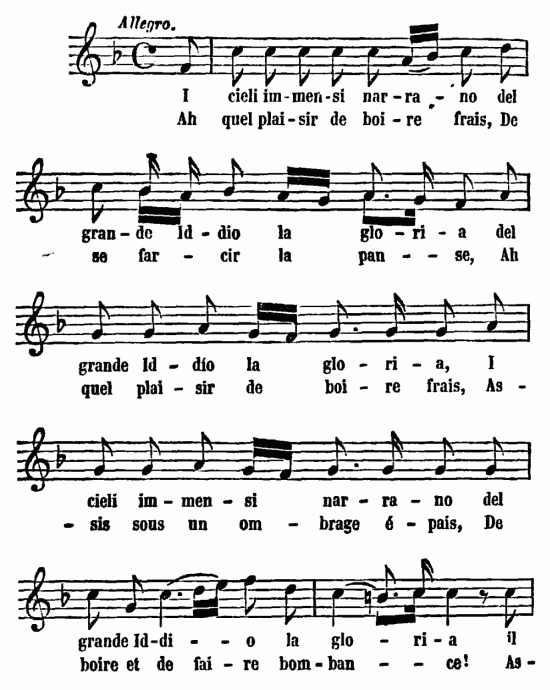 Allegro.
I cieli im-men-si nar-ra - no del
Ah quel plai-sir de boi - re frais, De
gran-de Id - dio la glo - ri - a del
se far - cir la pan - se, Ah
grande Id - dio la glo - ri - a, I
quel plai - sir de boi - re frais, As -
cieli im - men - si nar - ra - no del
- sis sous un om - brage é - pais, De
grande Id-di - - o la glo - ri - a il
boire et de fai - re bom-ban - - ce! As-